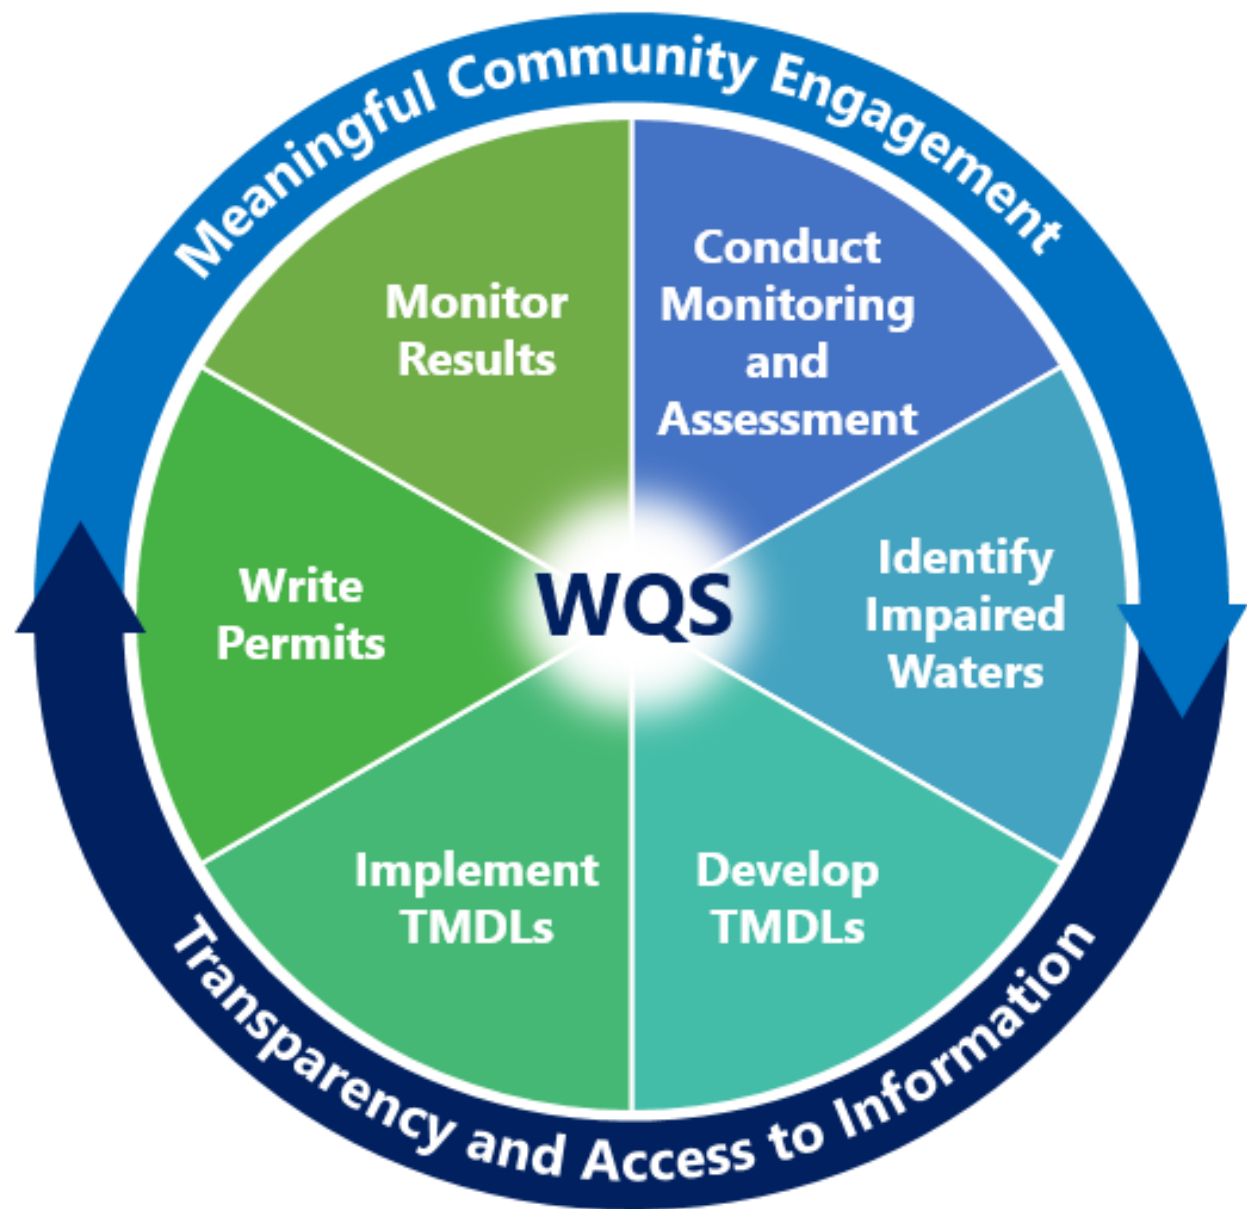 Meaningful Community Engagement
Conduct
Monitoring
and
Assessment
Identify
Impaired
Waters
Develop
TMDLs
Implement
TMDLs
Write
Permits
Monitor
Results
WQS
Transparency and Access to Information